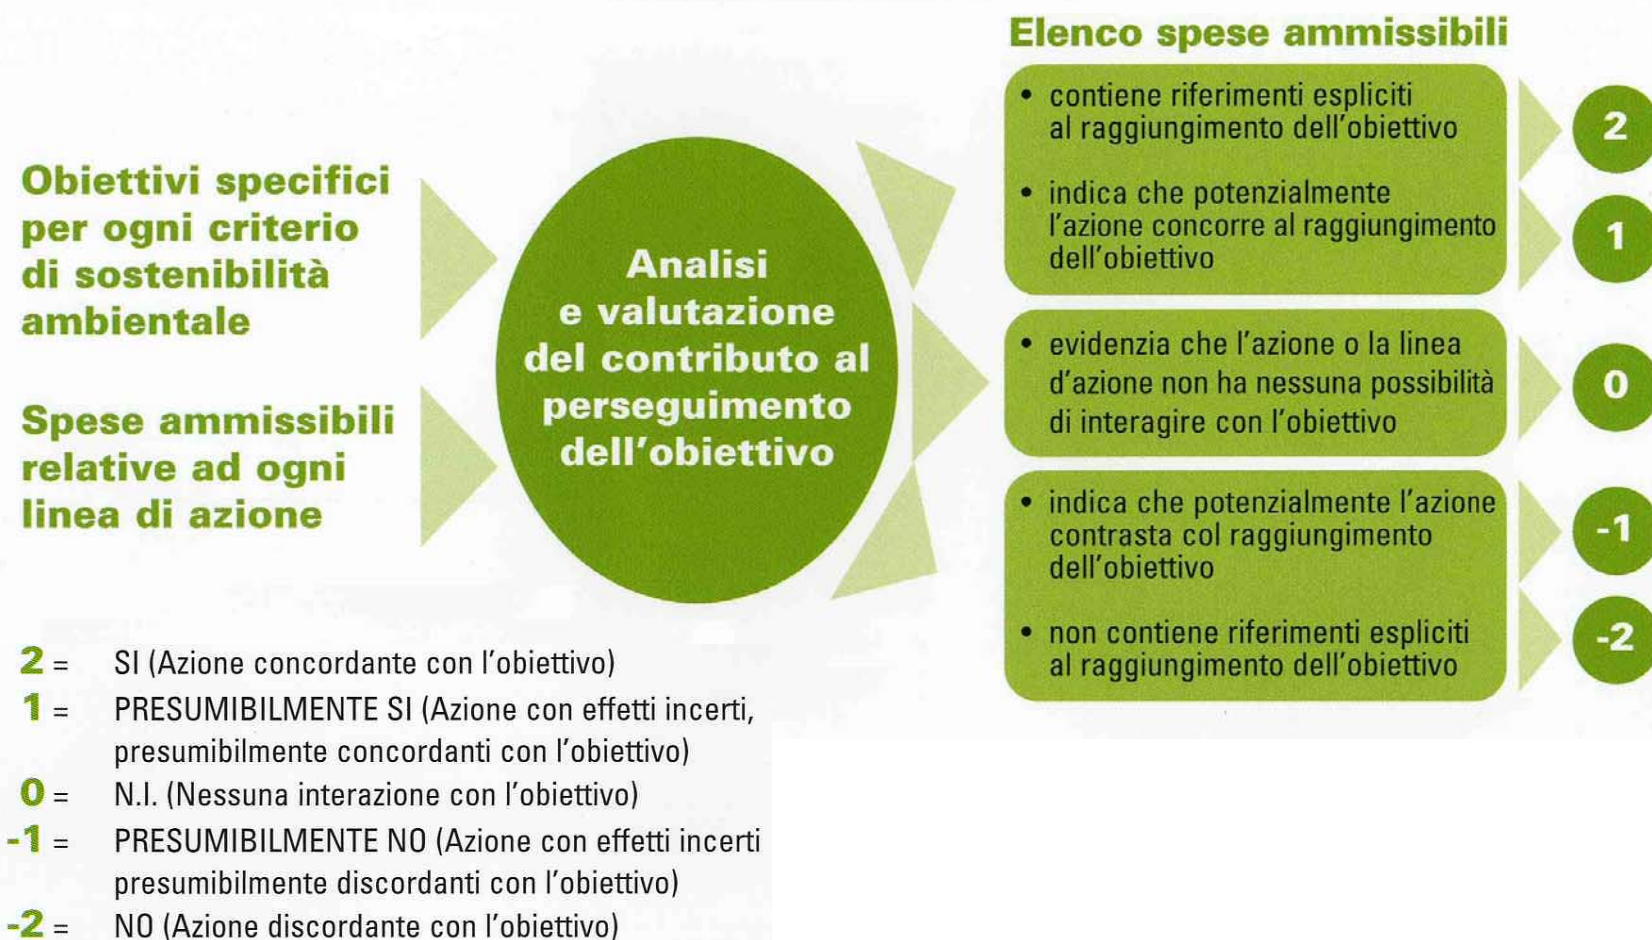 Obiettivi specifici
per ogni criterio
di sostenibilità
ambientale
Spese ammissibili
relative ad ogni
linea di azione
Analisi
e valutazione
del contributo al
perseguimento
dell'obiettivo
Elenco spese ammissibili
• contiene riferimenti espliciti
al raggiungimento dell'obiettivo
2
• indica che potenzialmente
l'azione concorre al raggiungimento
dell'obiettivo
1
• evidenzia che l'azione o la linea
d'azione non ha nessuna possibilità
di interagire con l'obiettivo
0
• indica che potenzialmente l'azione
contrasta col raggiungimento
dell'obiettivo
-1
• non contiene riferimenti espliciti
al raggiungimento dell'obiettivo
-2
2 = SI (Azione concordante con l'obiettivo)
1 = PRESUMIBILMENTE SI (Azione con effetti incerti,
presumibilmente concordanti con l'obiettivo)
0 = N.I. (Nessuna interazione con l'obiettivo)
-1 = PRESUMIBILMENTE NO (Azione con effetti incerti
presumibilmente discordanti con l'obiettivo)
-2 = NO (Azione discordante con l'obiettivo)